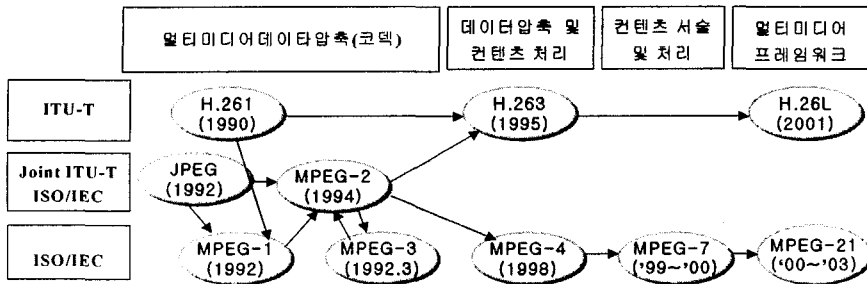 멀티미디어데이타압축(코덱)
데이터압축 및
컨텐츠 처리
컨텐츠 서술
및 처리
멀티미디어
프레임워크
ITU-T
H.261
(1990)
H.263
(1995)
H.26L
(2001)
Joint ITU-T
ISO/IEC
JPEG
(1992)
MPEG-2
(1994)
ISO/IEC
MPEG-1
(1992)
MPEG-3
(1992.3)
MPEG-4
(1998)
MPEG-7
('99~'00)
MPEG-21
('00~'03)